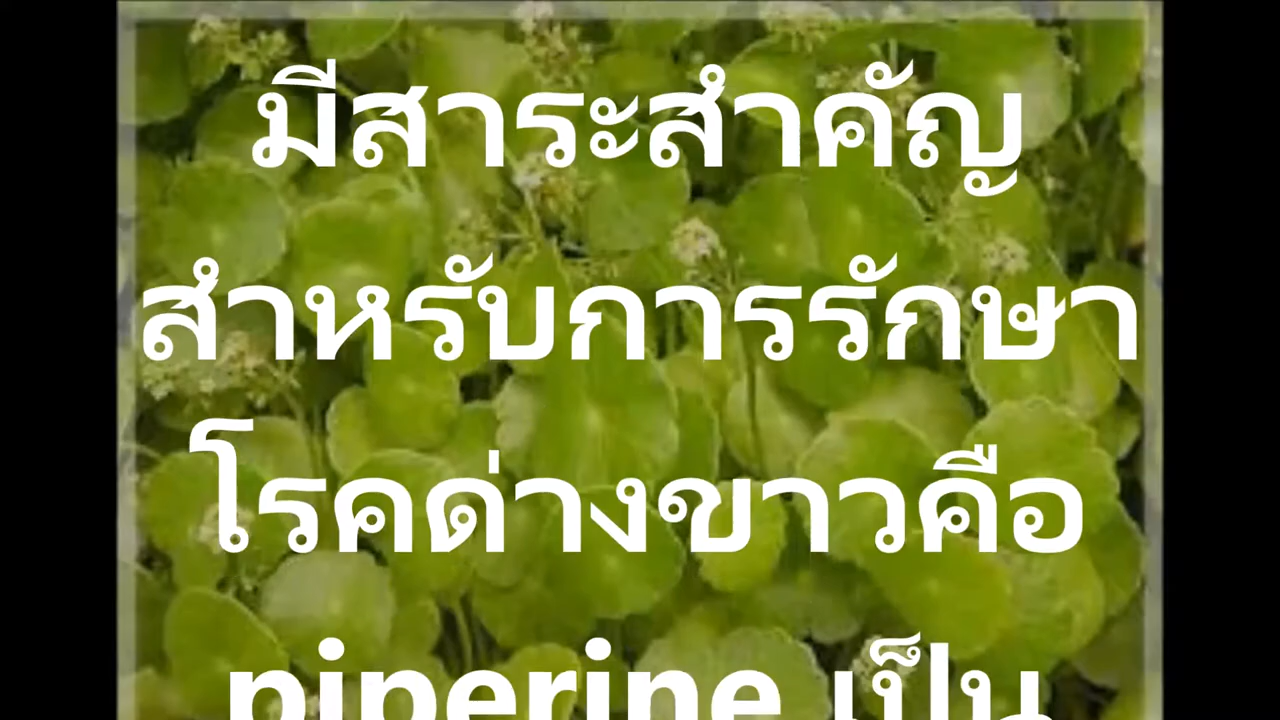 มีสาระสำคัญ
สำหรับการรักษา
โรคด่างขาวคือ
piperine เป็น